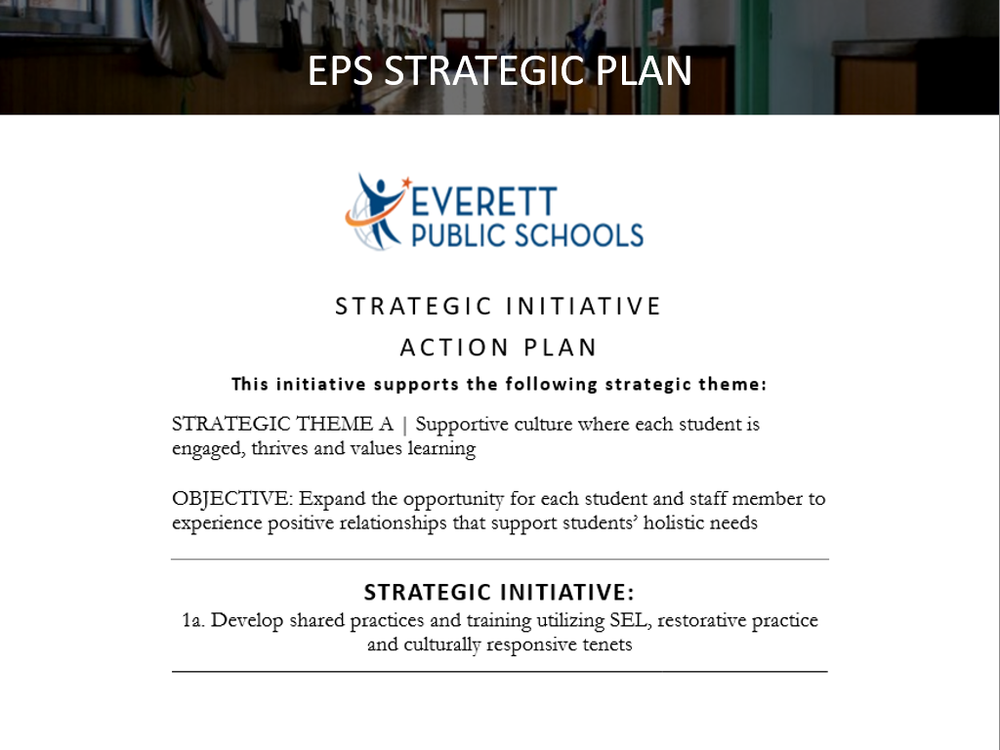 EPS STRATEGIC PLAN
EVERETT
PUBLIC SCHOOLS
STRATEGIC INITIATIVE
ACTION PLAN
This initiative supports the following strategic theme:
STRATEGIC THEME A | Supportive culture where each student is
engaged, thrives and values learning
OBJECTIVE: Expand the opportunity for each student and staff member to
experience positive relationships that support students’ holistic needs
STRATEGIC INITIATIVE:
1a. Develop shared practices and training utilizing SEL, restorative practice
and culturally responsive tenets